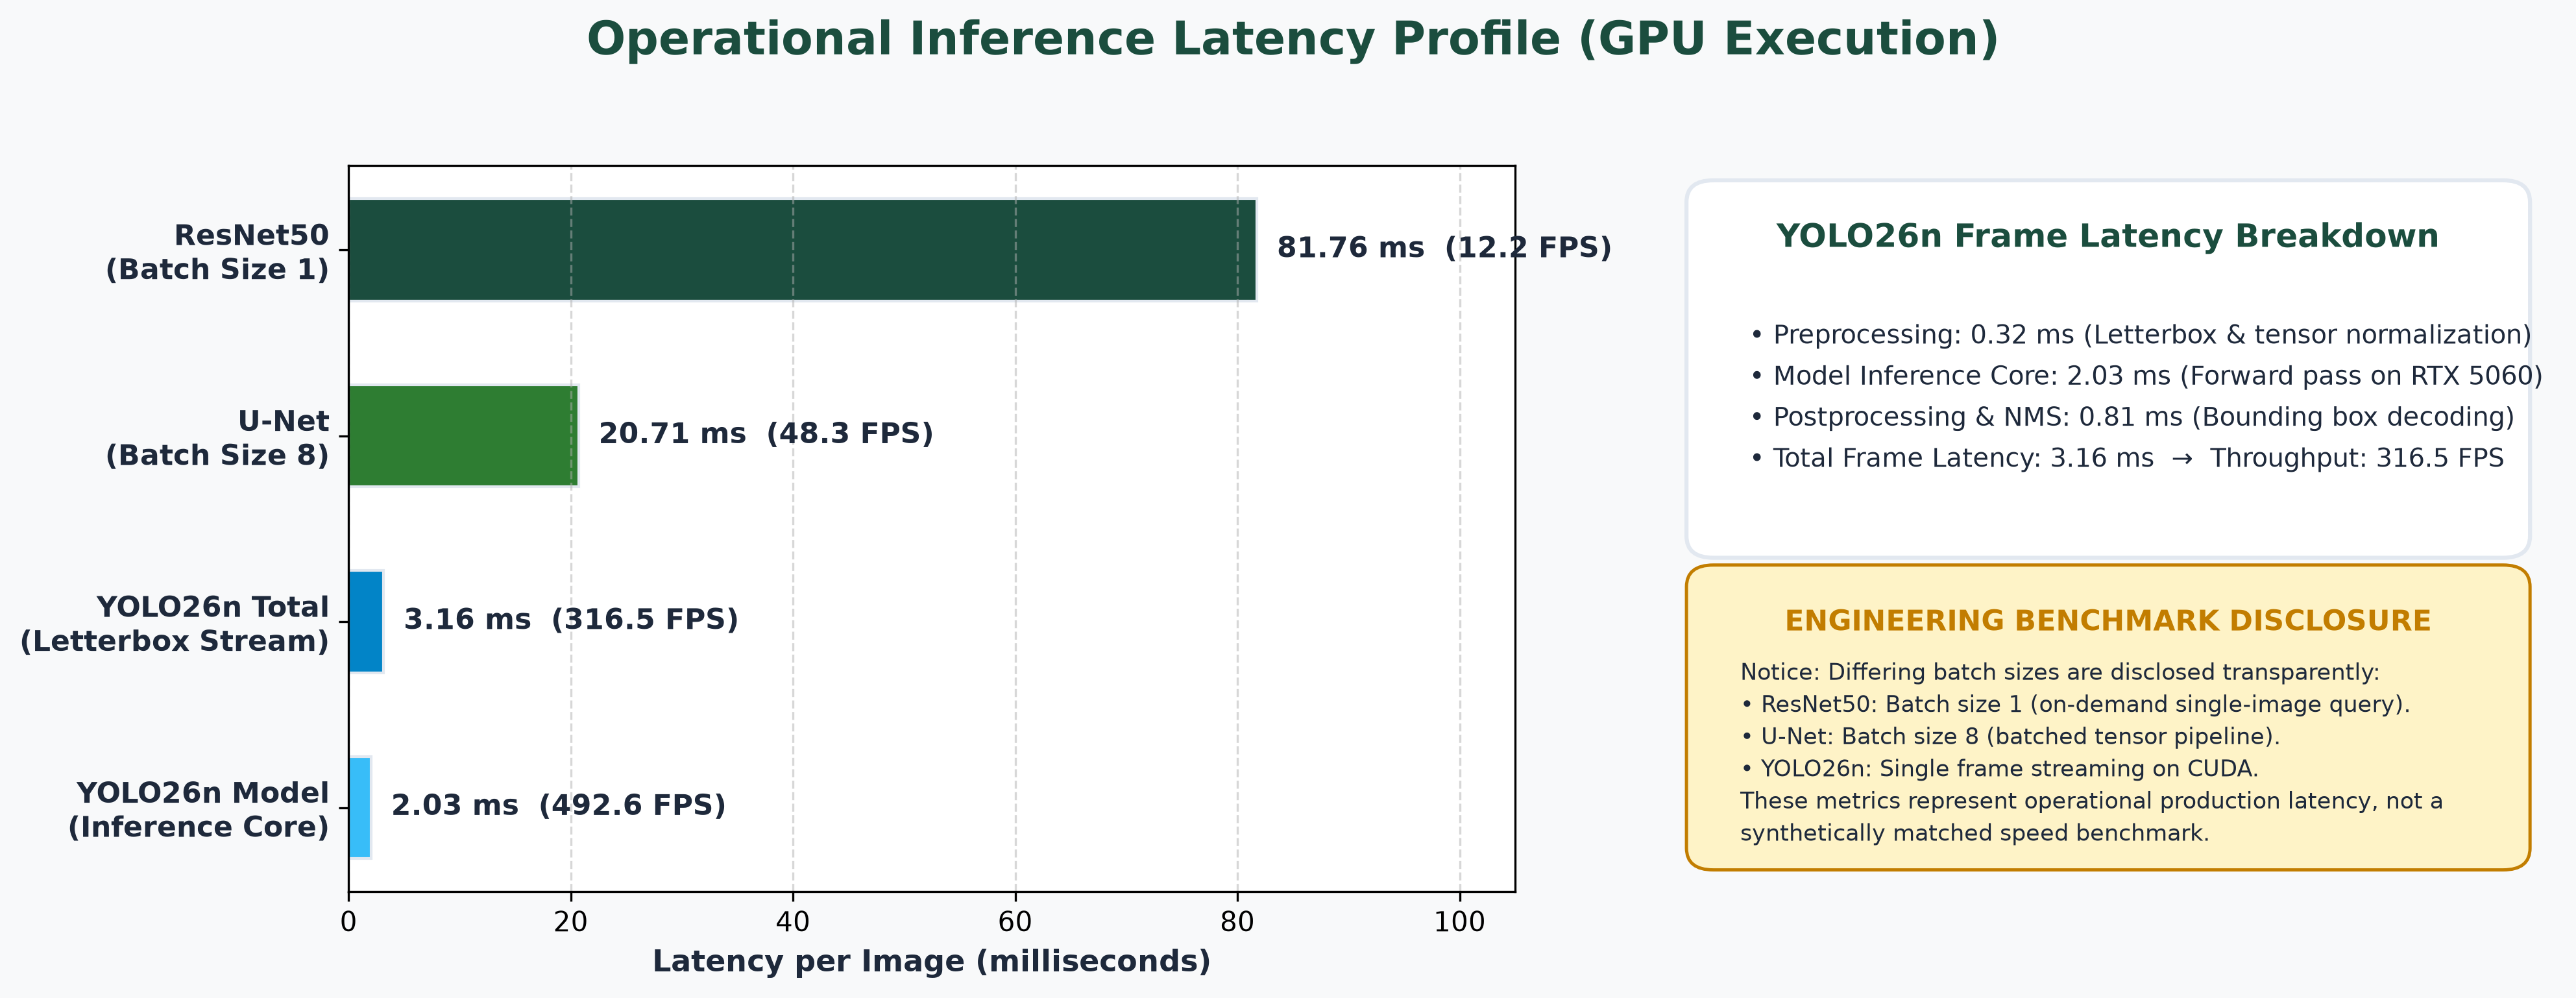 Operational Inference Latency Profile (GPU Execution)
ResNet50
(Batch Size 1)
81.76 ms  (12.2 FPS)
U-Net
(Batch Size 8)
20.71 ms  (48.3 FPS)
YOLO26n Total
(Letterbox Stream)
3.16 ms  (316.5 FPS)
YOLO26n Model
(Inference Core)
2.03 ms  (492.6 FPS)
0 20 40 60 80 100
Latency per Image (milliseconds)
YOLO26n Frame Latency Breakdown
• Preprocessing: 0.32 ms (Letterbox & tensor normalization)
• Model Inference Core: 2.03 ms (Forward pass on RTX 5060)
• Postprocessing & NMS: 0.81 ms (Bounding box decoding)
• Total Frame Latency: 3.16 ms → Throughput: 316.5 FPS
ENGINEERING BENCHMARK DISCLOSURE
Notice: Differing batch sizes are disclosed transparently:
• ResNet50: Batch size 1 (on-demand single-image query).
• U-Net: Batch size 8 (batched tensor pipeline).
• YOLO26n: Single frame streaming on CUDA.
These metrics represent operational production latency, not a
synthetically matched speed benchmark.